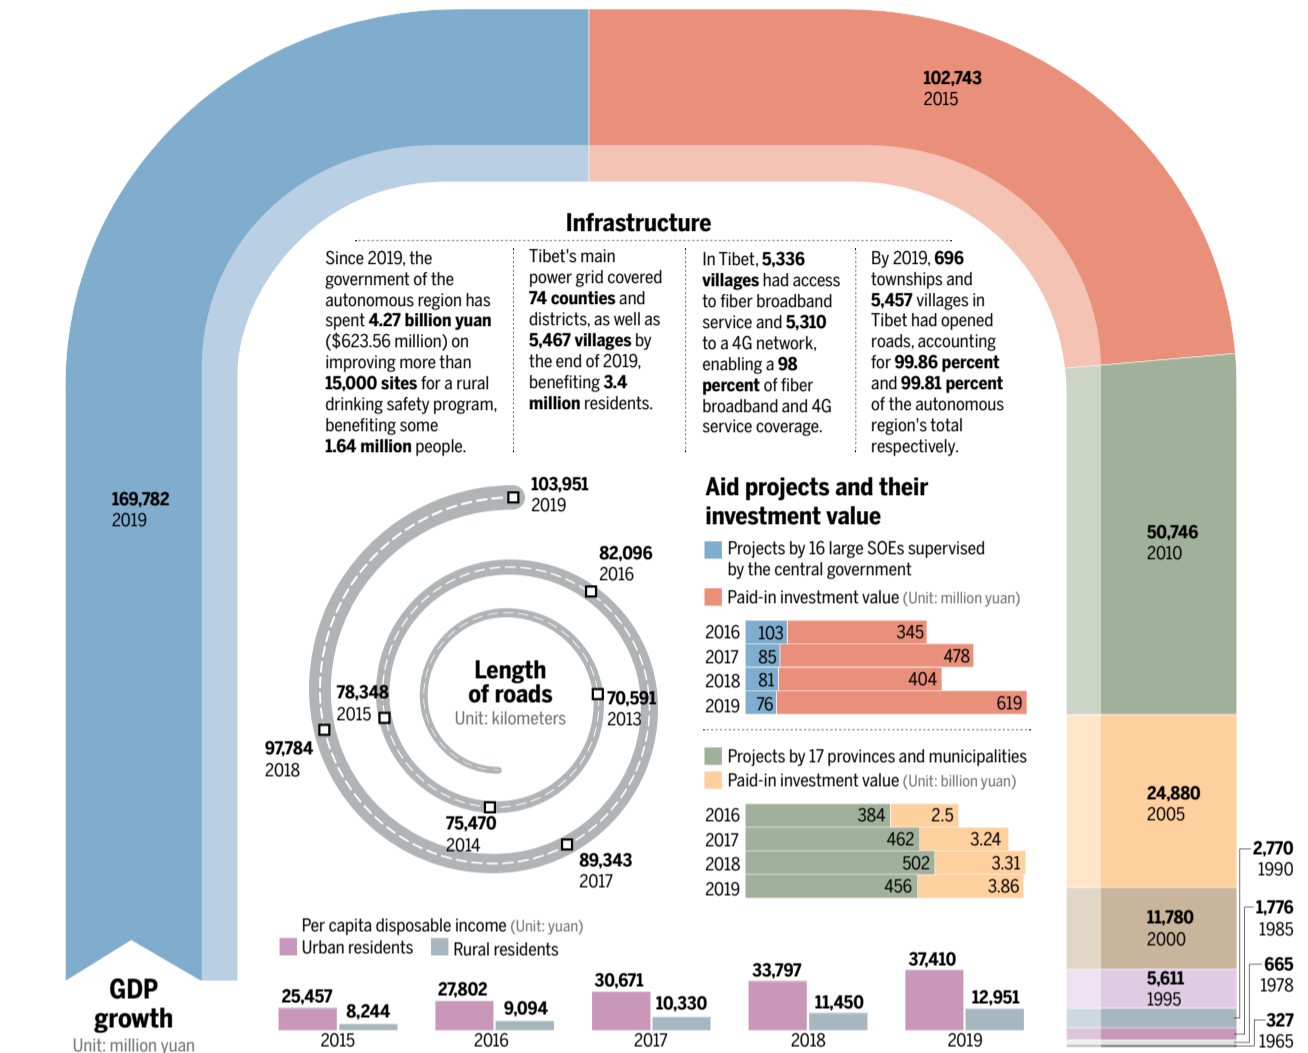 102,743
2015
Infrastructure
Since 2019, the
government of the
autonomous region has
spent 4.27 billion yuan
($623.56 million) on
improving more than
15,000 sites for a rural
drinking safety program,
benefiting some
1.64 million people.
Tibet's main
power grid covered
74 counties and
districts, as well as
5,467 villages by
the end of 2019,
benefiting 3.4
million residents.
In Tibet, 5,336
villages had access
to fiber broadband
service and 5,310
to a 4G network,
enabling a 98
percent of fiber
broadband and 4G
service coverage.
By 2019, 696
townships and
5,457 villages in
Tibet had opened
roads, accounting
for 99.86 percent
and 99.81 percent
of the autonomous
region's total
respectively.
169,782
2019
103,951
2019
82,096
2016
Length
of roads
Unit: kilometers
78,348
2015
70,591
2013
97,784
2018
75,470
2014
89,343
2017
Aid projects and their
investment value
Projects by 16 large SOEs supervised
by the central government
Paid-in investment value (Unit: million yuan)
2016 103 345
2017 85 478
2018 81 404
2019 76 619
Projects by 17 provinces and municipalities
Paid-in investment value (Unit: billion yuan)
2016 384 2.5
2017 462 3.24
2018 502 3.31
2019 456 3.86
50,746
2010
24,880
2005
11,780
2000
5,611
1995
2,770
1990
1,776
1985
665
1978
327
1965
Per capita disposable income (Unit: yuan)
Urban residents Rural residents
25,457 8,244
2015
27,802 9,094
2016
30,671 10,330
2017
33,797 11,450
2018
37,410 12,951
2019
GDP
growth
Unit: million yuan